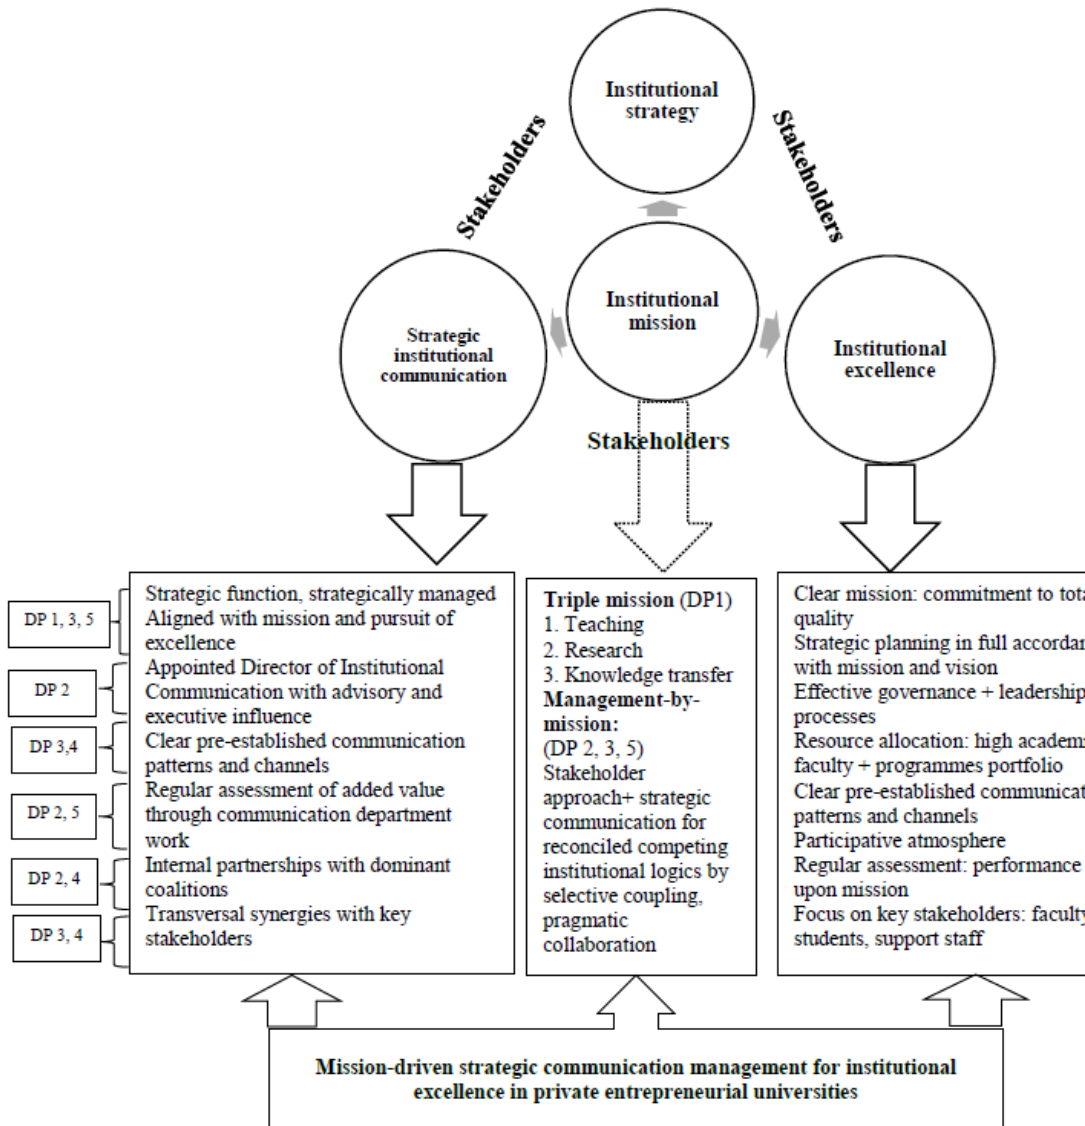 Institutional
strategy
Stakeholders
Stakeholders
Institutional
mission
Strategic
institutional
communication
Institutional
excellence
Stakeholders
DP 1, 3, 5
DP 2
DP 3,4
DP 2, 5
DP 2, 4
DP 3, 4
Strategic function, strategically managed
Aligned with mission and pursuit of
excellence
Appointed Director of Institutional
Communication with advisory and
executive influence
Clear pre-established communication
patterns and channels
Regular assessment of added value
through communication department
work
Internal partnerships with dominant
coalitions
Transversal synergies with key
stakeholders
Triple mission (DP1)
1. Teaching
2. Research
3. Knowledge transfer
Management-by-
mission:
(DP 2, 3, 5)
Stakeholder
approach+ strategic
communication for
reconciled competing
institutional logics by
selective coupling,
pragmatic
collaboration
Clear mission: commitment to tota
quality
Strategic planning in full accordan
with mission and vision
Effective governance + leadership
processes
Resource allocation: high academ
faculty + programmes portfolio
Clear pre-established communicat
patterns and channels
Participative atmosphere
Regular assessment: performance
upon mission
Focus on key stakeholders: faculty
students, support staff
Mission-driven strategic communication management for institutional
excellence in private entrepreneurial universities